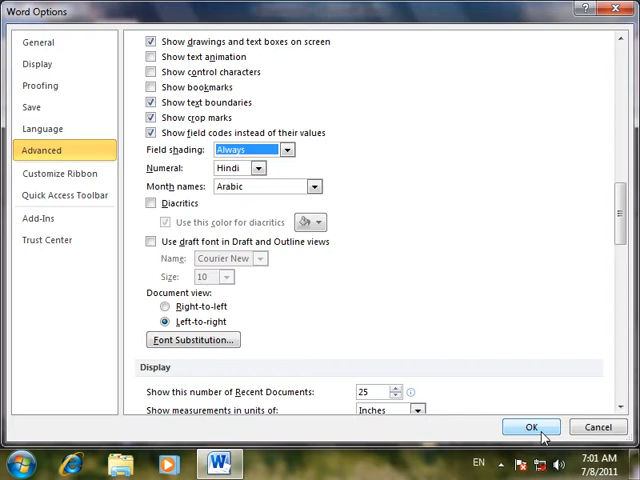 Word Options
General
Display
Proofing
Save
Language
Advanced
Customize Ribbon
Quick Access Toolbar
Add-Ins
Trust Center
Show drawings and text boxes on screen
Show text animation
Show control characters
Show bookmarks
Show text boundaries
Show crop marks
Show field codes instead of their values
Field shading: Always
Numeral: Hindi
Month names: Arabic
Diacritics
Use this color for diacritics
Use draft font in Draft and Outline views
Name: Courier New
Size: 10
Document view:
Right-to-left
Left-to-right
Font Substitution...
Display
Show this number of Recent Documents: 25
Show measurements in units of: Inches
OK Cancel
EN 7:01 AM
7/8/2011